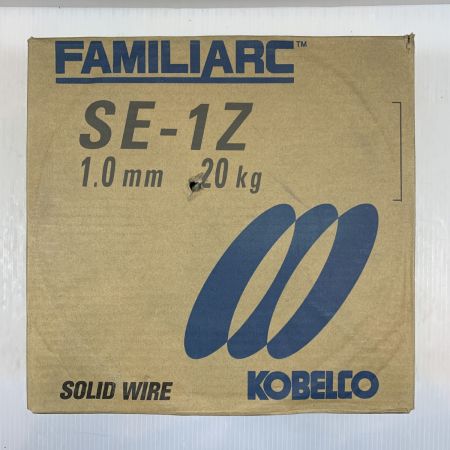 FAMILIARC™
SE-1Z
1.0 mm 20 kg
SOLID WIRE
KOBELCO